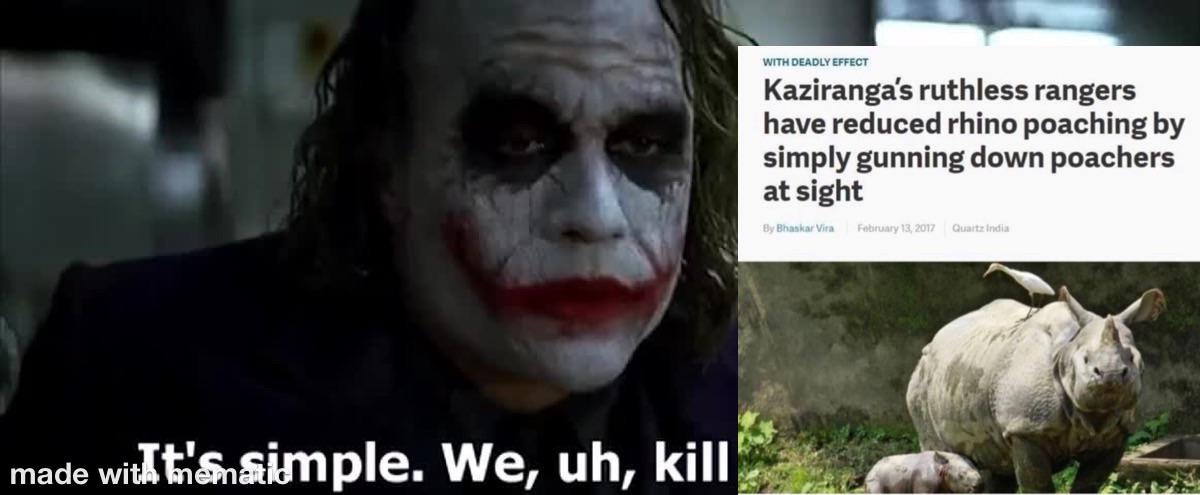 WITH DEADLY EFFECT
Kaziranga's ruthless rangers
have reduced rhino poaching by
simply gunning down poachers
at sight
By Bhaskar Vira February 13, 2017 Quartz India
It's simple. We, uh, kill
made with mematic